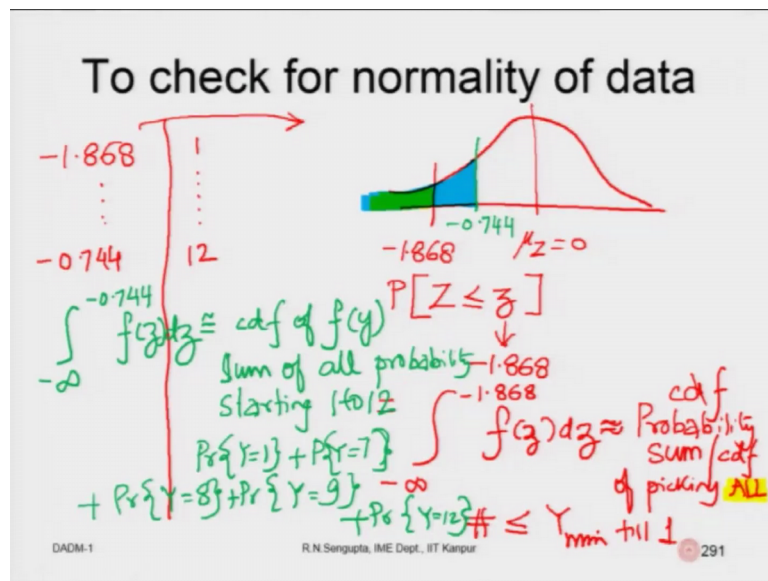 To check for normality of data
-1.868 1
-0.744 12
-0.744
-1.868 μz=0
P[Z ≤ z]
-1.868
∫ -∞ -0.744 f(z)dz ≅ cdf of f(y)
Sum of all probability
starting 1 to 12
Pr{Y=1} + P{Y=7}
+ Pr{Y=8} + Pr{Y=9}
+ Pr{Y=12}
∫ -∞ -1.868 f(z)dz ≈ cdf
Probability
sum / cdf
of picking ALL
# ≤ Ymin till 1
DADM-1
R.N.Sengupta, IME Dept., IIT Kanpur
291